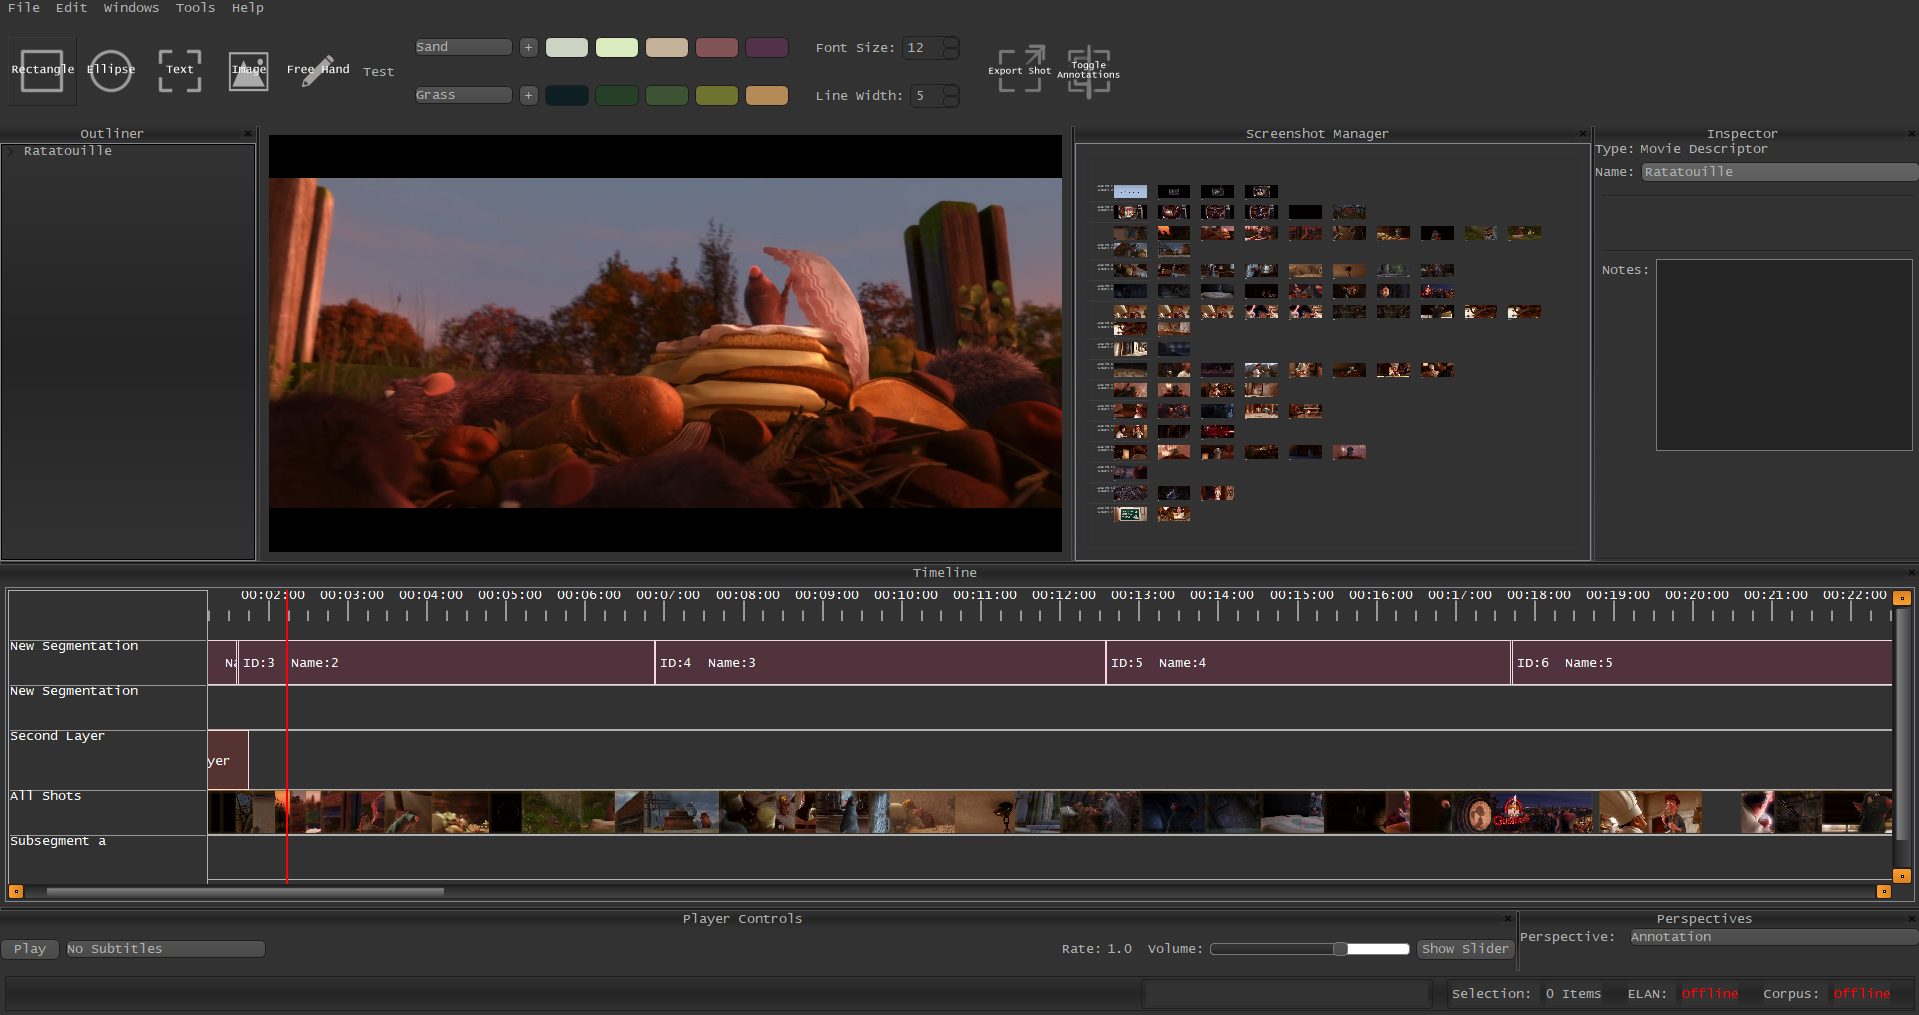 File Edit Windows Tools Help
Rectangle Ellipse Text Image Free Hand Test
Sand + Font Size: 12
Grass + Line Width: 5
Export Shot Toggle Annotations
Outliner
Ratatouille
Screenshot Manager
Inspector
Type: Movie Descriptor
Name: Ratatouille
Notes:
Timeline
00:02:00 00:03:00 00:04:00 00:05:00 00:06:00 00:07:00 00:08:00 00:09:00 00:10:00 00:11:00 00:12:00 00:13:00 00:14:00 00:15:00 00:16:00 00:17:00 00:18:00 00:19:00 00:20:00 00:21:00 00:22:00
New Segmentation
ID:3 Name:2 ID:4 Name:3 ID:5 Name:4 ID:6 Name:5
New Segmentation
Second Layer
yer
All Shots
Subsegment a
Player Controls
Play No Subtitles Rate: 1.0 Volume: Show Slider
Perspectives
Perspective: Annotation
Selection: 0 Items ELAN: Offline Corpus: Offline